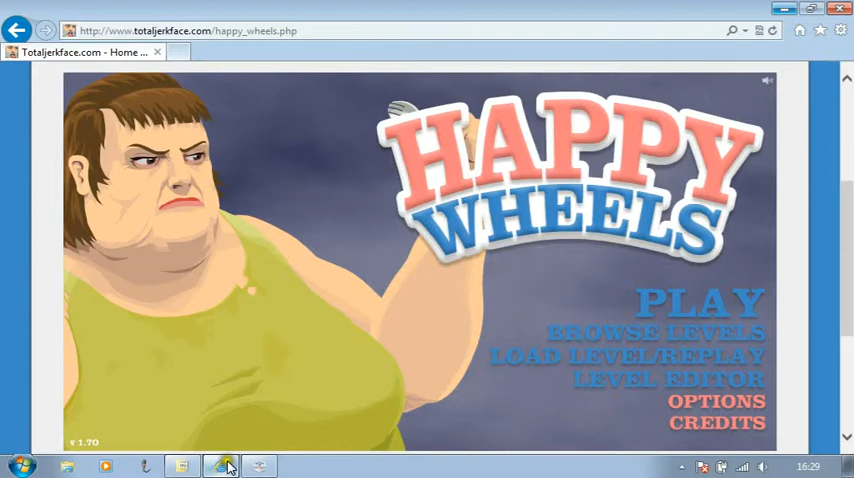 http://www.totaljerkface.com/happy_wheels.php
Totaljerkface.com - Home ...
HAPPY
WHEELS
PLAY
BROWSE LEVELS
LOAD LEVEL/REPLAY
LEVEL EDITOR
OPTIONS
CREDITS
v 1.70
16:29